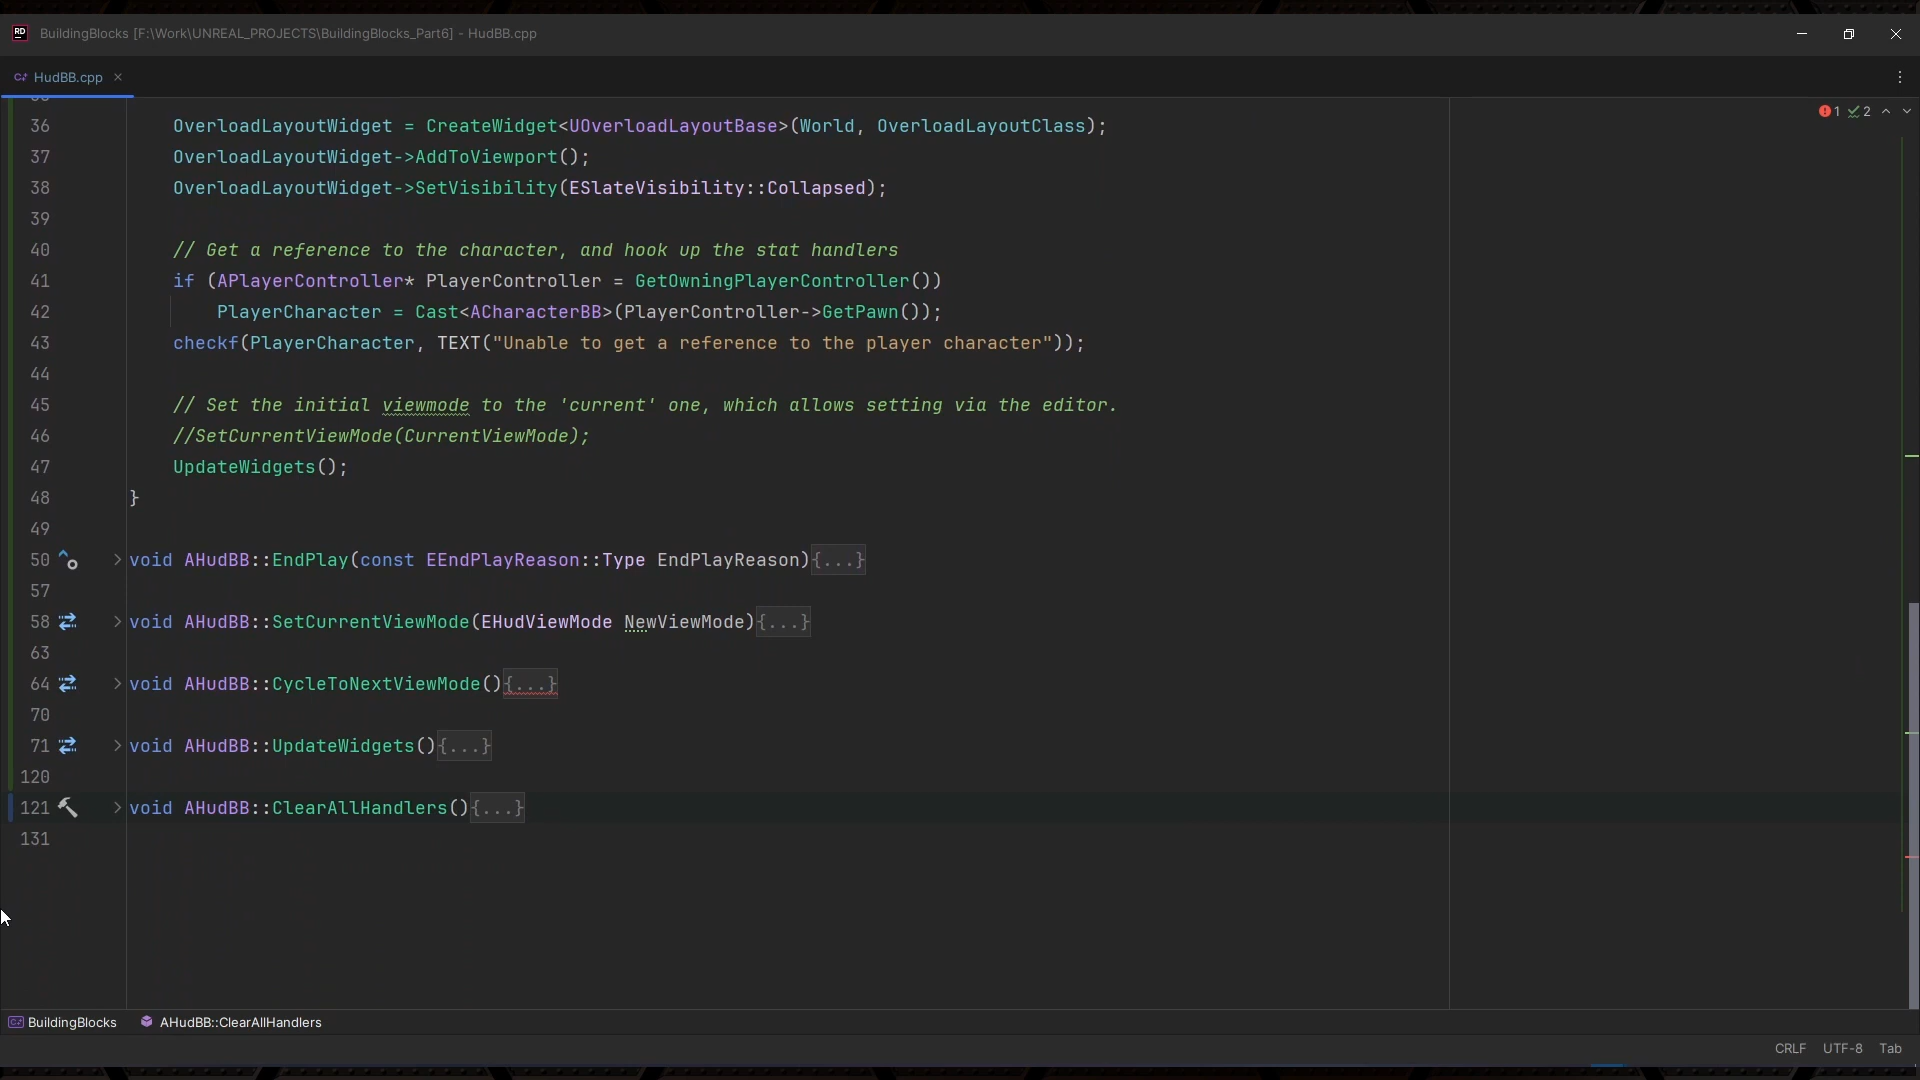 RD BuildingBlocks [F:\Work\UNREAL_PROJECTS\BuildingBlocks_Part6] - HudBB.cpp
C+ HudBB.cpp ×
1 2
36 OverloadLayoutWidget = CreateWidget<UOverloadLayoutBase>(World, OverloadLayoutClass);
37 OverloadLayoutWidget->AddToViewport();
38 OverloadLayoutWidget->SetVisibility(ESlateVisibility::Collapsed);
39
40 // Get a reference to the character, and hook up the stat handlers
41 if (APlayerController* PlayerController = GetOwningPlayerController())
42 PlayerCharacter = Cast<ACharacterBB>(PlayerController->GetPawn());
43 checkf(PlayerCharacter, TEXT("Unable to get a reference to the player character"));
44
45 // Set the initial viewmode to the 'current' one, which allows setting via the editor.
46 //SetCurrentViewMode(CurrentViewMode);
47 UpdateWidgets();
48 }
49
50 void AHudBB::EndPlay(const EEndPlayReason::Type EndPlayReason){...}
57
58 void AHudBB::SetCurrentViewMode(EHudViewMode NewViewMode){...}
63
64 void AHudBB::CycleToNextViewMode(){...}
70
71 void AHudBB::UpdateWidgets(){...}
120
121 void AHudBB::ClearAllHandlers(){...}
131
C+ BuildingBlocks AHudBB::ClearAllHandlers
CRLF UTF-8 Tab